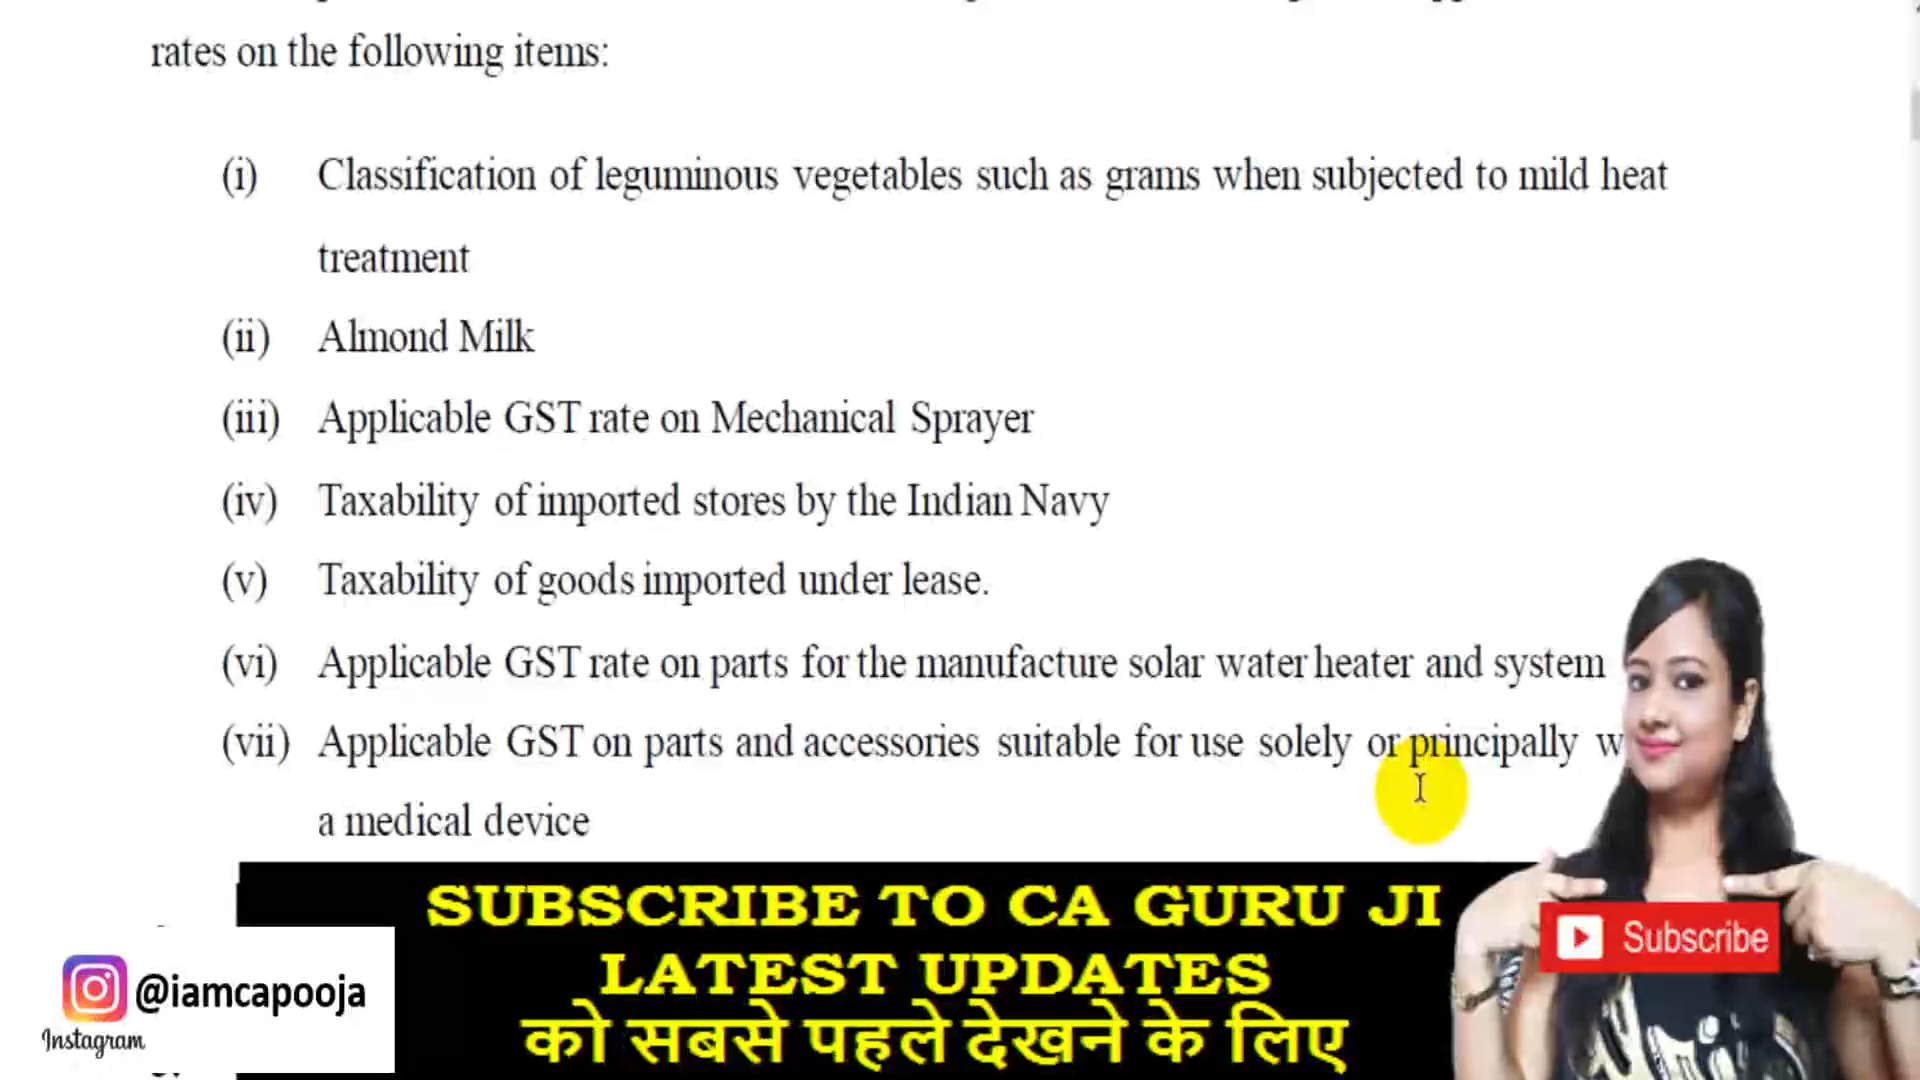 rates on the following items:
(i) Classification of leguminous vegetables such as grams when subjected to mild heat
treatment
(ii) Almond Milk
(iii) Applicable GST rate on Mechanical Sprayer
(iv) Taxability of imported stores by the Indian Navy
(v) Taxability of goods imported under lease.
(vi) Applicable GST rate on parts for the manufacture solar water heater and system
(vii) Applicable GST on parts and accessories suitable for use solely or principally
a medical device
SUBSCRIBE TO CA GURU JI
LATEST UPDATES
को सबसे पहले देखने के लिए
@iamcapooja
Instagram
Subscribe